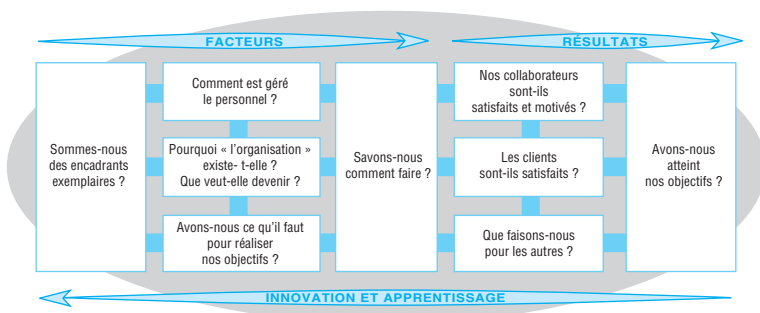 FACTEURS
RÉSULTATS
Sommes-nous
des encadrants
exemplaires ?
Comment est géré
le personnel ?
Pourquoi « l'organisation »
existe- t-elle ?
Que veut-elle devenir ?
Avons-nous ce qu'il faut
pour réaliser
nos objectifs ?
Savons-nous
comment faire ?
Nos collaborateurs
sont-ils
satisfaits et motivés ?
Les clients
sont-ils satisfaits ?
Que faisons-nous
pour les autres ?
Avons-nous
atteint
nos objectifs ?
INNOVATION ET APPRENTISSAGE